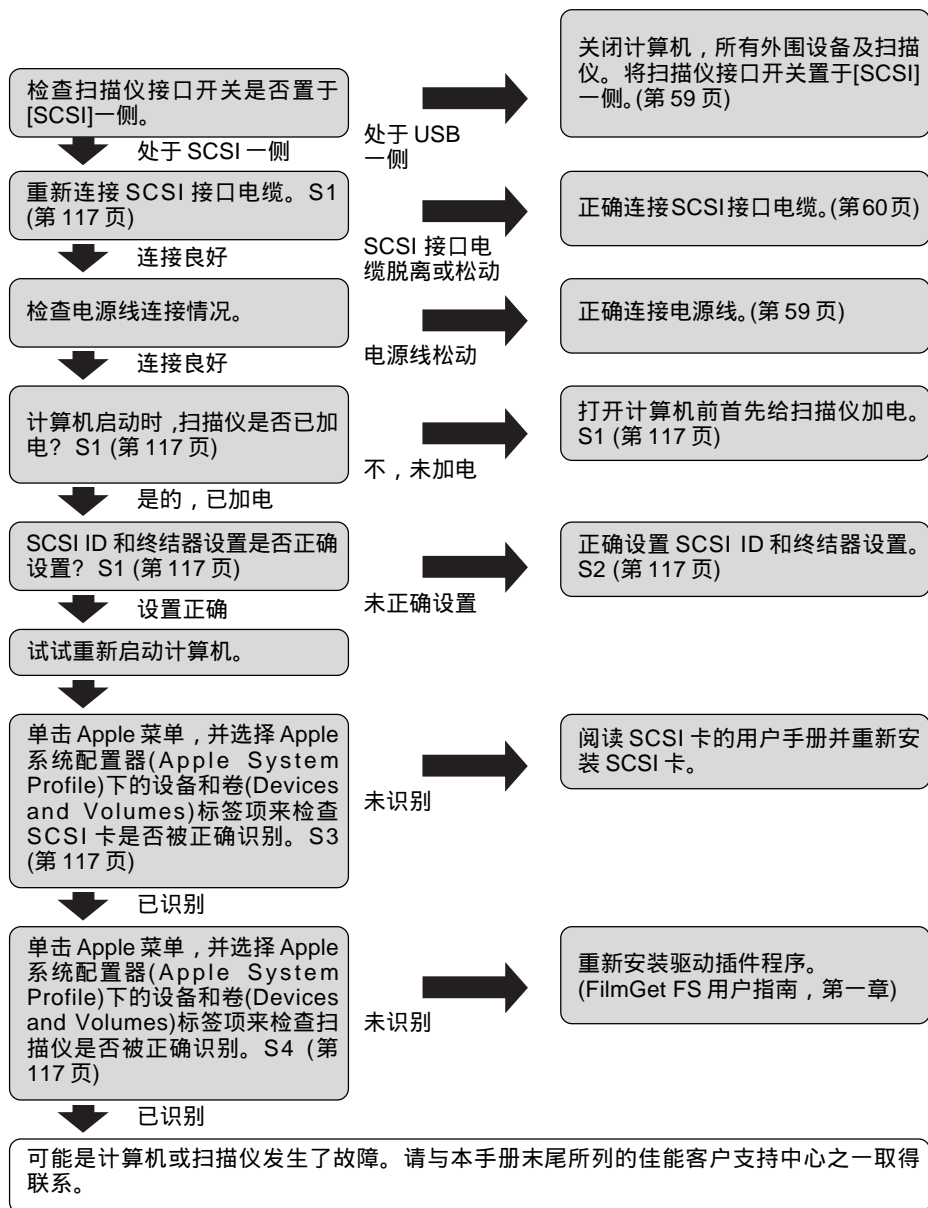 检查扫描仪接口开关是否置于
[SCSI]一侧。
处于 USB
一侧
关闭计算机，所有外围设备及扫描
仪。将扫描仪接口开关置于[SCSI]
一侧。(第 59 页)
处于 SCSI 一侧
重新连接 SCSI 接口电缆。S1
(第 117 页)
SCSI 接口电
缆脱离或松动
正确连接SCSI接口电缆。(第60页)
连接良好
检查电源线连接情况。
电源线松动
正确连接电源线。(第 59 页)
连接良好
计算机启动时,扫描仪是否已加
电？S1 (第 117 页)
不，未加电
打开计算机前首先给扫描仪加电。
S1 (第 117 页)
是的，已加电
SCSI ID 和终结器设置是否正确
设置？S1 (第 117 页)
未正确设置
正确设置 SCSI ID 和终结器设置。
S2 (第 117 页)
设置正确
试试重新启动计算机。
单击 Apple 菜单，并选择 Apple
系统配置器(Apple System
Profile)下的设备和卷(Devices
and Volumes)标签项来检查
SCSI 卡是否被正确识别。S3
(第 117 页)
未识别
阅读 SCSI 卡的用户手册并重新安
装 SCSI 卡。
已识别
单击 Apple 菜单，并选择 Apple
系统配置器(Apple System
Profile)下的设备和卷(Devices
and Volumes)标签项来检查扫
描仪是否被正确识别。S4 (第
117 页)
未识别
重新安装驱动插件程序。
(FilmGet FS 用户指南，第一章)
已识别
可能是计算机或扫描仪发生了故障。请与本手册末尾所列的佳能客户支持中心之一取得
联系。